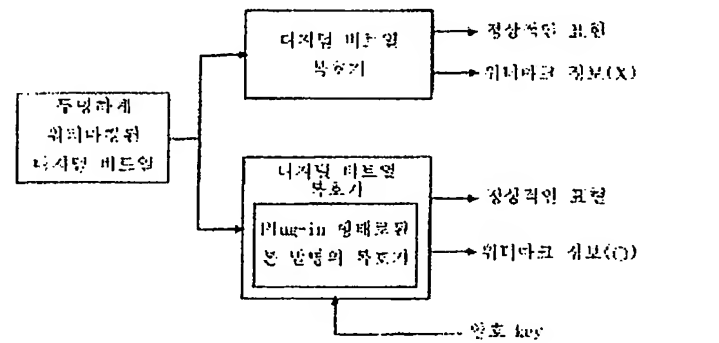 디지털 비트열
복호기
정상적인 표현
워터마크 정보(X)
투명하게
워터마킹된
디지털 비트열
디지털 비트열
복호기
Plug-in 형태로된
본 발명의 복호기
정상적인 표현
워터마크 정보(O)
암호 key